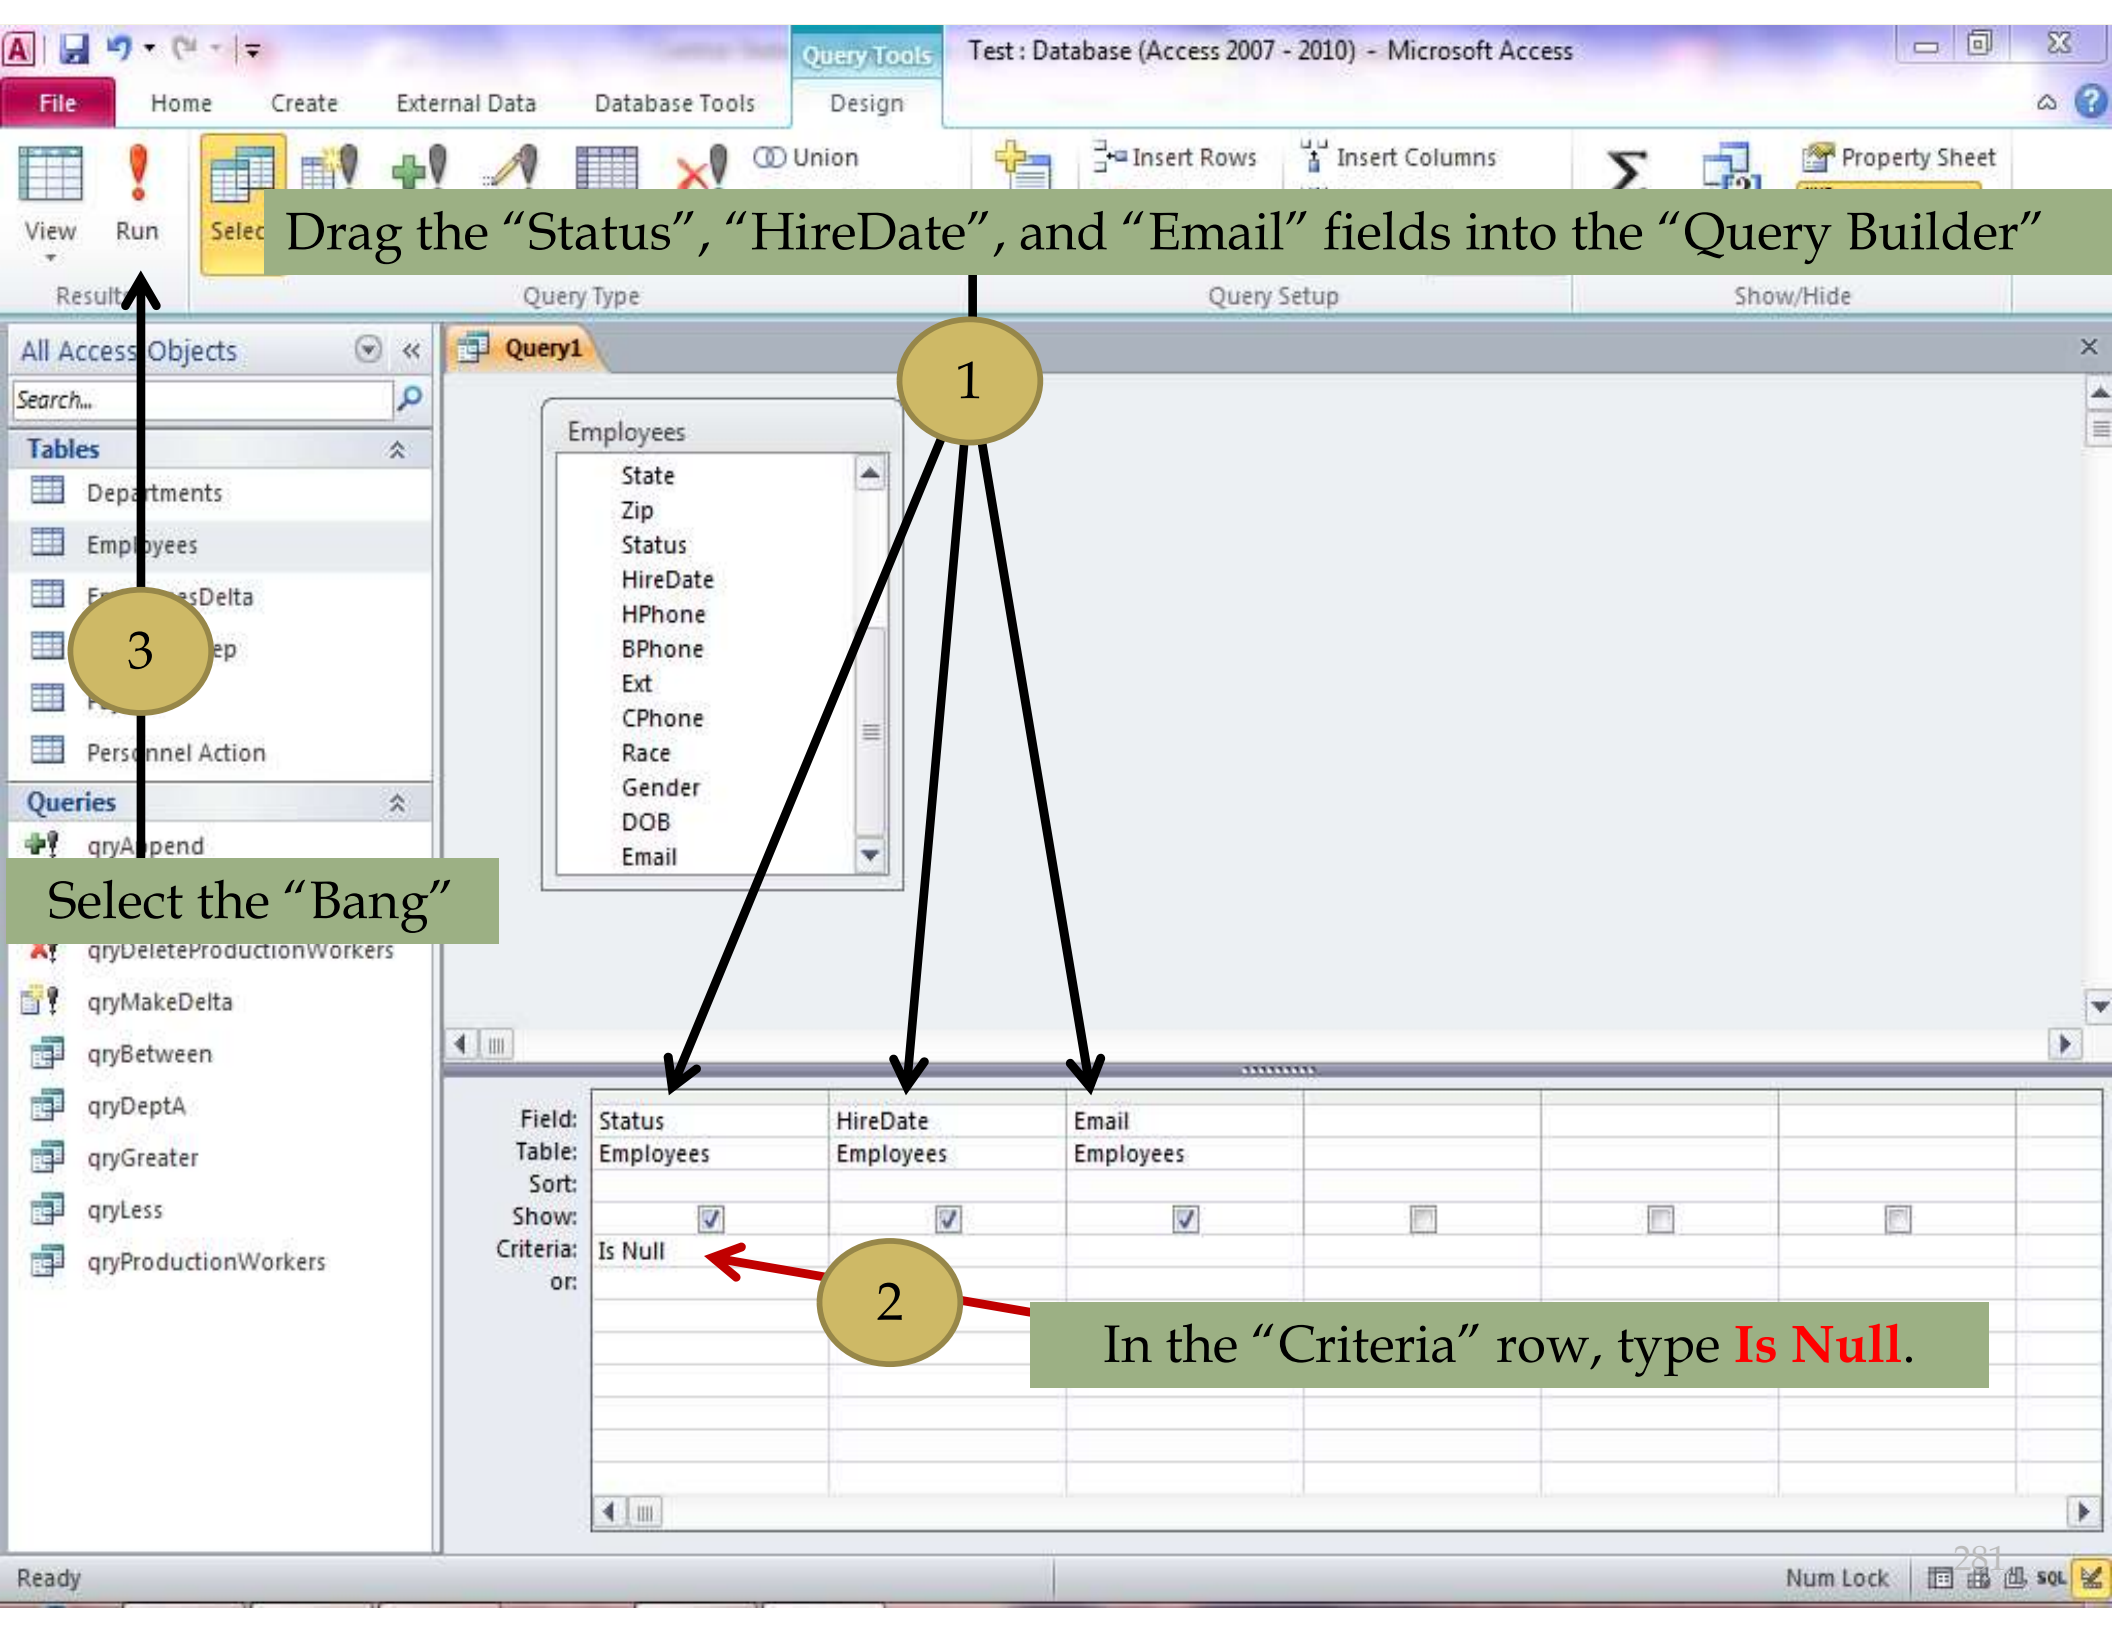 Query Tools
Test : Database (Access 2007 - 2010) - Microsoft Access
File Home Create External Data Database Tools Design
Union Insert Rows Insert Columns Property Sheet
View Run
Drag the “Status”, “HireDate”, and “Email” fields into the “Query Builder”
Query Type Query Setup Show/Hide
All Access Objects
Query1
1
Search...
Employees
Tables
State
Departments
Zip
Employees
Status
HireDate
HPhone
3
BPhone
Ext
CPhone
Personnel Action
Race
Gender
Queries
DOB
qryAppend
Email
Select the “Bang”
qryDeleteProductionWorkers
qryMakeDelta
qryBetween
qryDeptA
qryGreater
qryLess
qryProductionWorkers
Field: Status HireDate Email
Table: Employees Employees Employees
Sort:
Show:
Criteria: Is Null
or:
2
In the “Criteria” row, type Is Null.
281
Ready Num Lock SQL